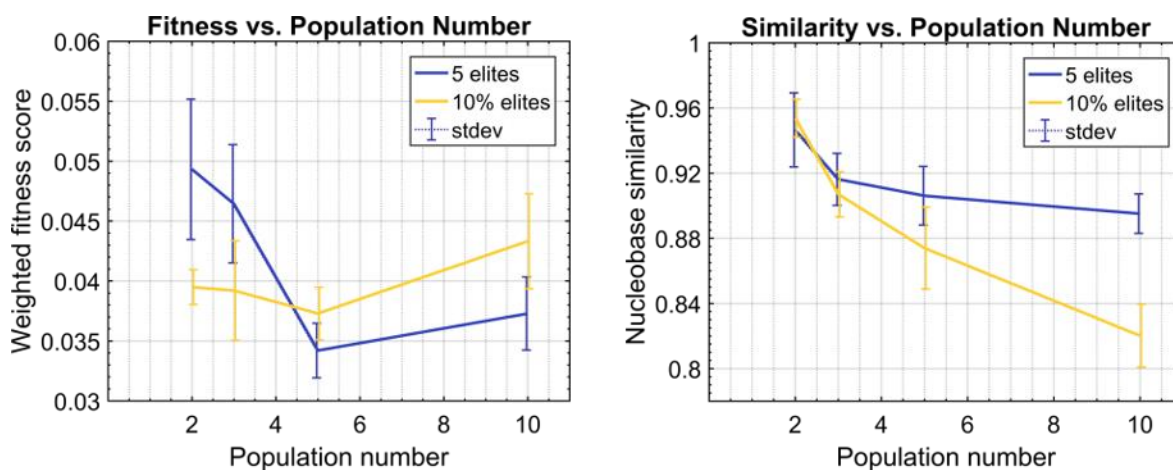 Fitness vs. Population Number
Weighted fitness score
0.06
0.055
0.05
0.045
0.04
0.035
0.03
5 elites
10% elites
stdev
2 4 6 8 10
Population number
Similarity vs. Population Number
Nucleobase similarity
1
0.96
0.92
0.88
0.84
0.8
5 elites
10% elites
stdev
2 4 6 8 10
Population number